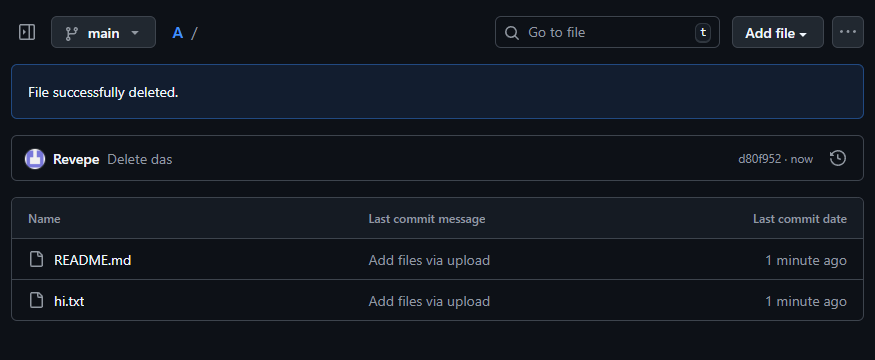 main A /
Go to file t
Add file
File successfully deleted.
Revepe Delete das d80f952 · now
Name Last commit message Last commit date
README.md Add files via upload 1 minute ago
hi.txt Add files via upload 1 minute ago